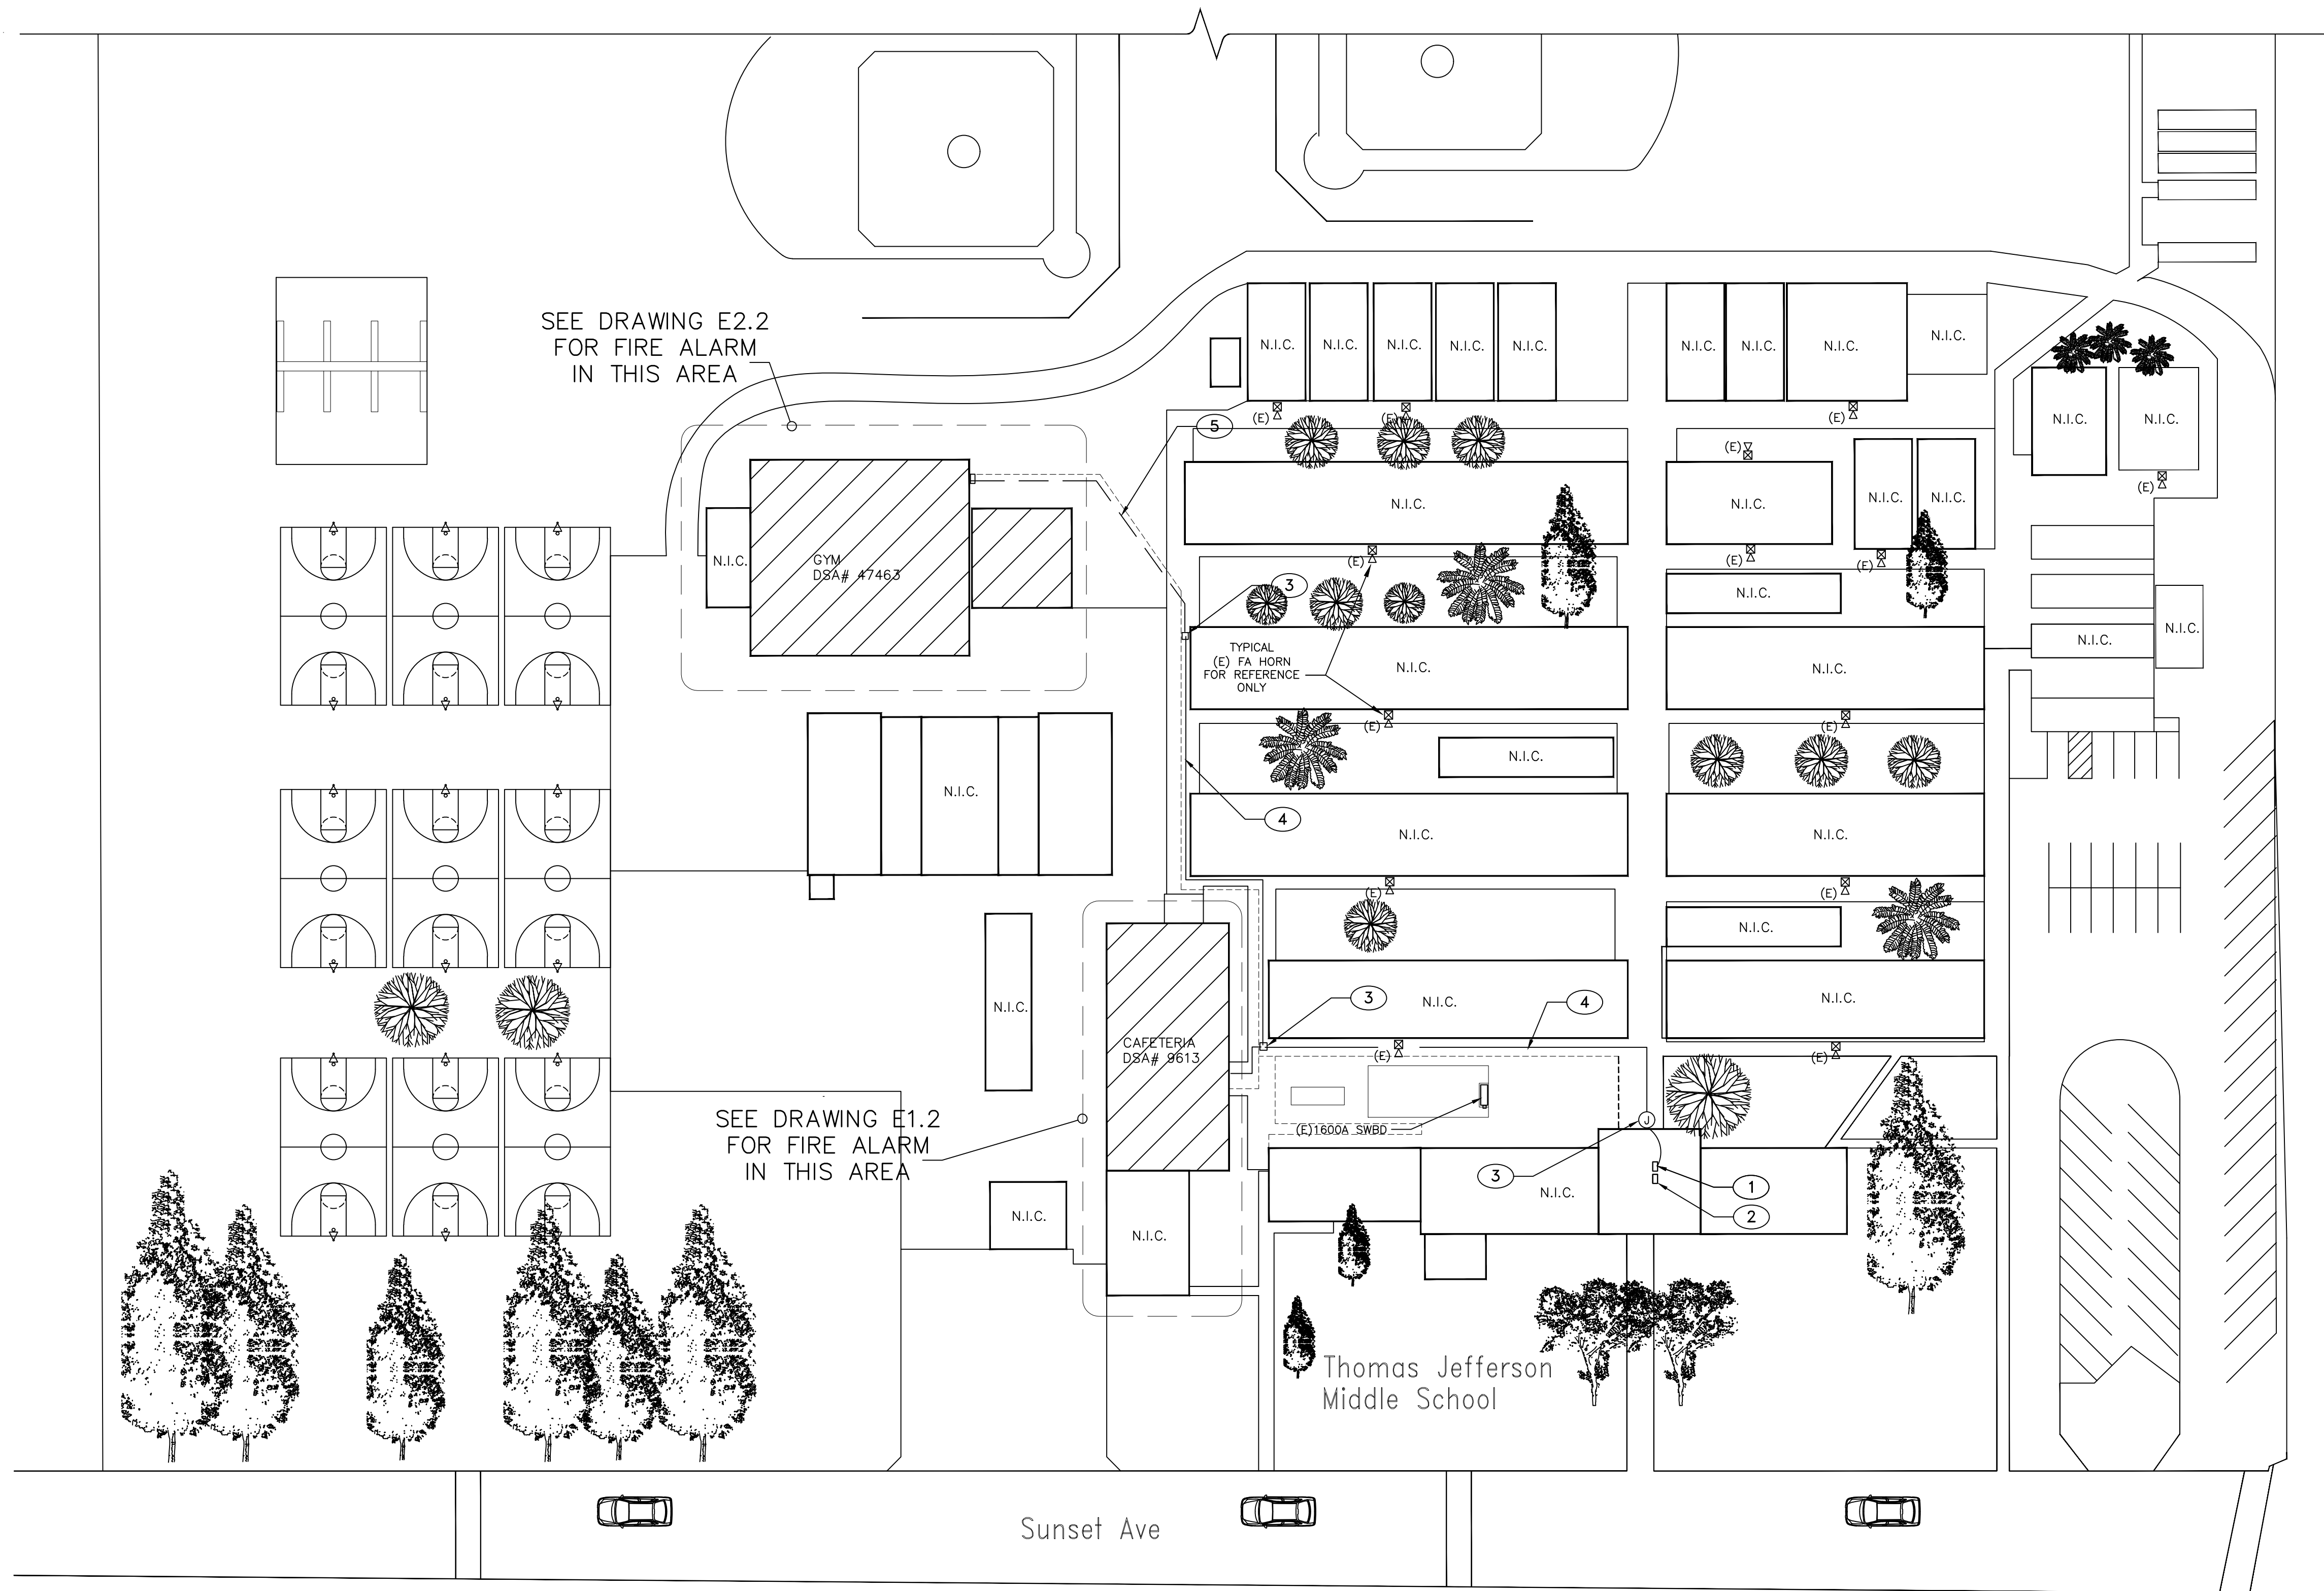 SEE DRAWING E2.2
FOR FIRE ALARM
IN THIS AREA
N.I.C.
N.I.C.
N.I.C.
N.I.C.
N.I.C.
N.I.C.
N.I.C.
N.I.C.
N.I.C.
(E)
(E)
(E)
5
N.I.C.
N.I.C.
(E)
(E)
N.I.C.
N.I.C.
N.I.C.
N.I.C.
N.I.C.
GYM
DSA# 47463
(E)
(E)
(E)
3
N.I.C.
TYPICAL
(E) FA HORN
FOR REFERENCE
ONLY
N.I.C.
N.I.C.
N.I.C.
N.I.C.
(E)
(E)
N.I.C.
N.I.C.
4
N.I.C.
N.I.C.
(E)
(E)
N.I.C.
N.I.C.
3
N.I.C.
4
N.I.C.
CAFETERIA
DSA# 9613
(E)
(E)
SEE DRAWING E1.2
FOR FIRE ALARM
IN THIS AREA
(E)1600A SWBD
J
3
N.I.C.
1
2
N.I.C.
N.I.C.
Thomas Jefferson
Middle School
Sunset Ave